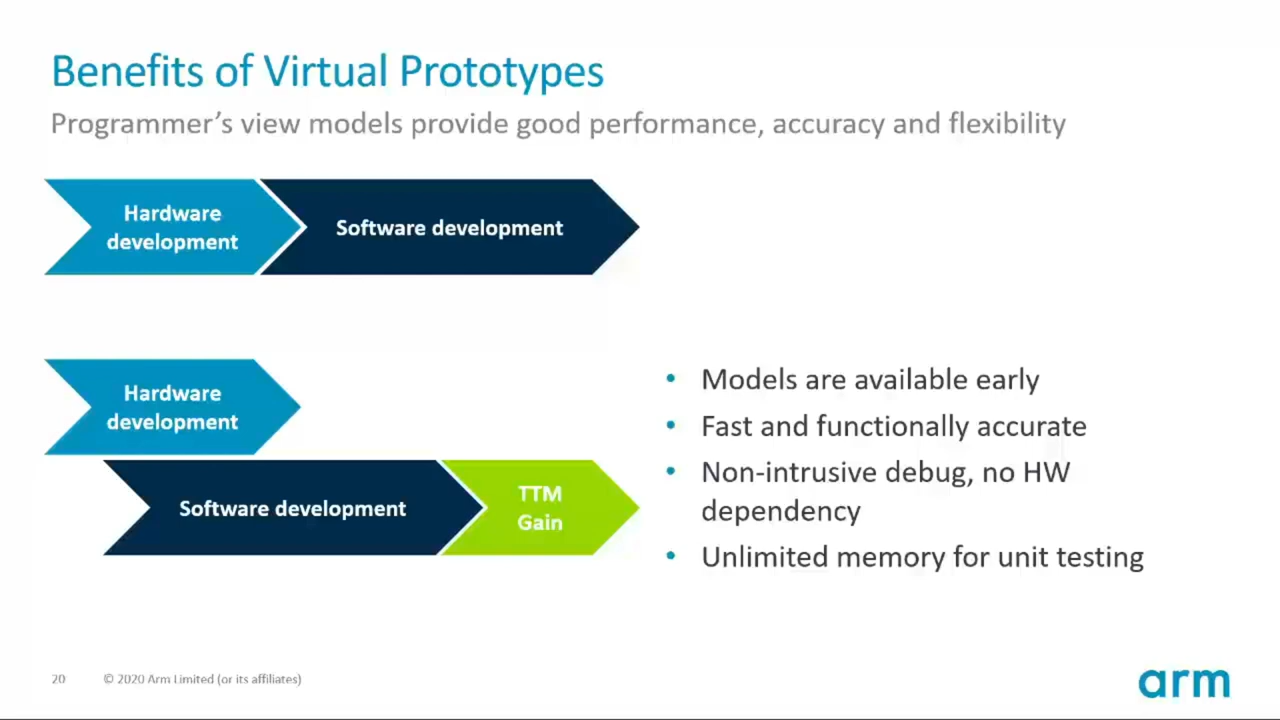 Benefits of Virtual Prototypes
Programmer's view models provide good performance, accuracy and flexibility
Hardware
development
Software development
Hardware
development
Software development
TTM
Gain
• Models are available early
• Fast and functionally accurate
• Non-intrusive debug, no HW
dependency
• Unlimited memory for unit testing
20
© 2020 Arm Limited (or its affiliates)
arm